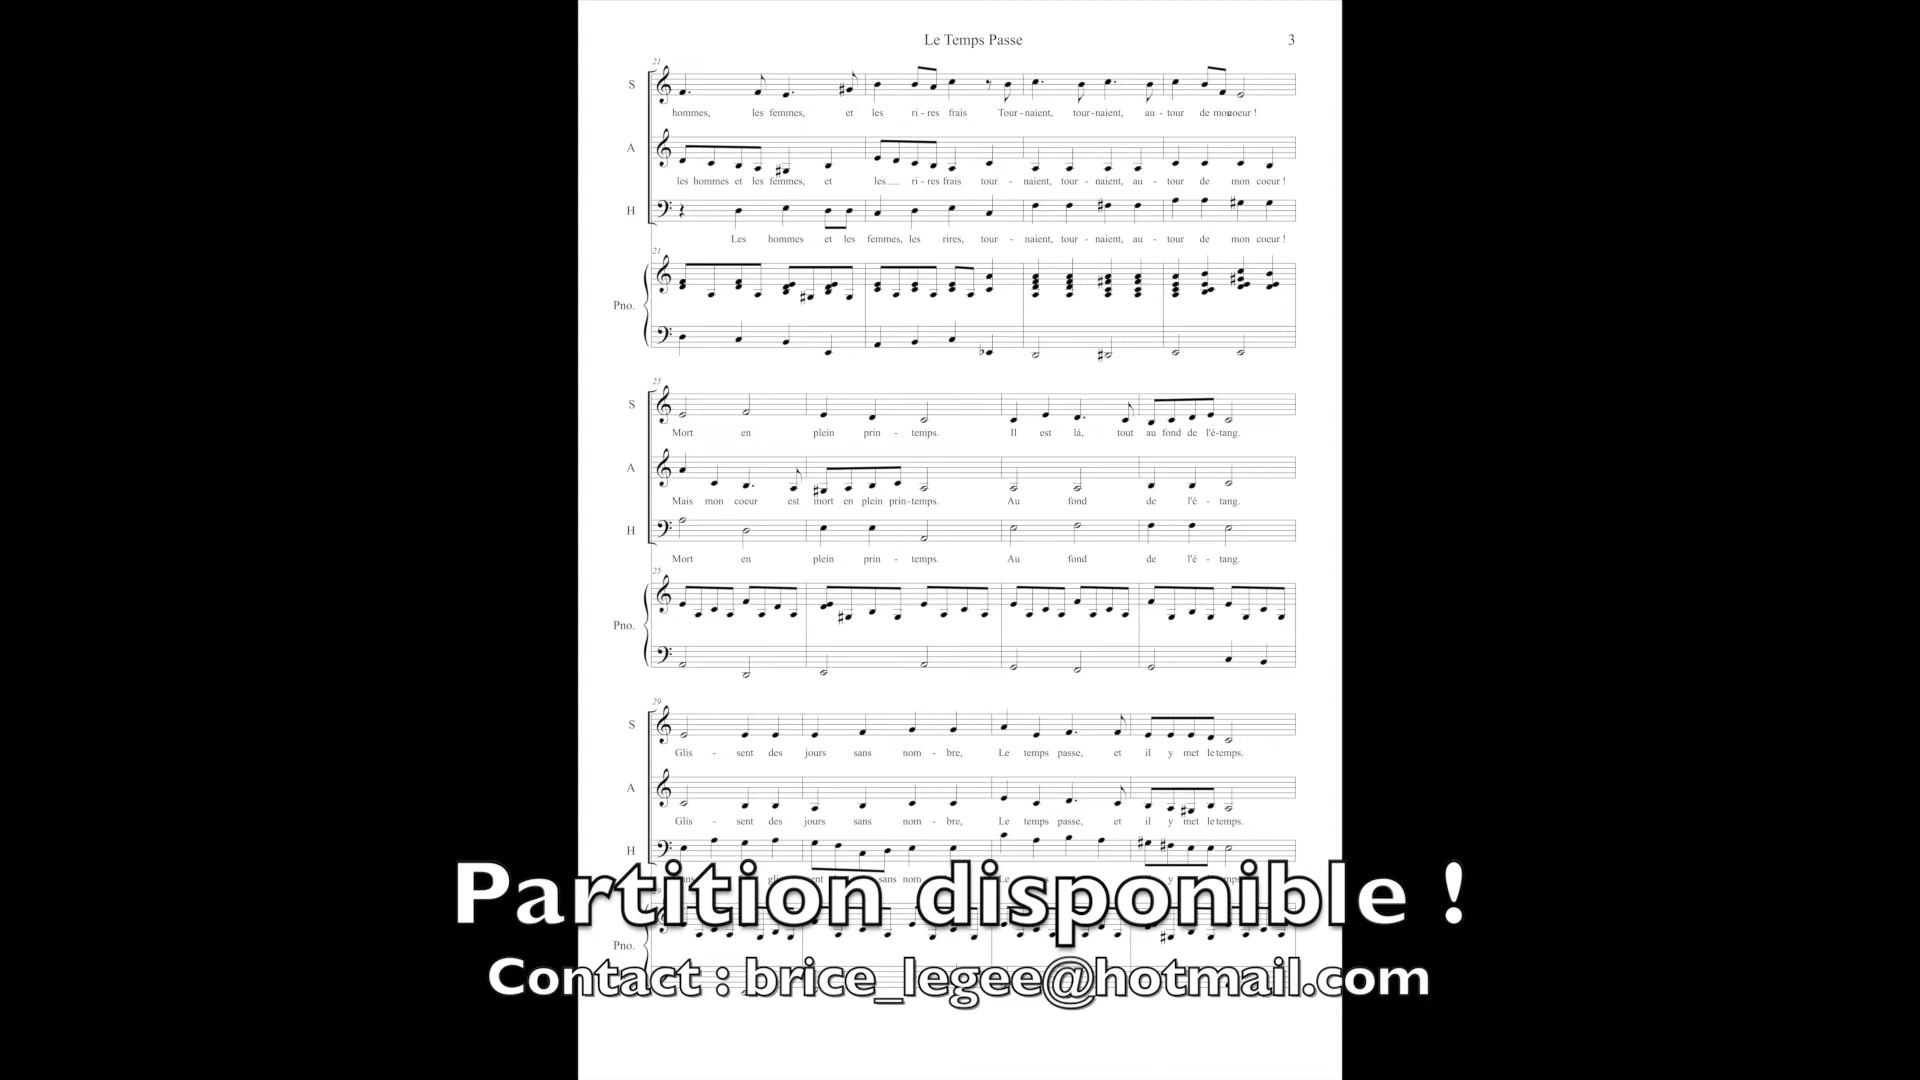 Le Temps Passe 3
21
S
hommes, les femmes, et les ri - res frais Tour - naient, tour - naient, au - tour de mon coeur !
A
les hommes et les femmes, et les ri - res frais tour - naient, tour - naient, au - tour de mon coeur !
H
Les hommes et les femmes, les rires, tour - naient, tour - naient, au - tour de mon coeur !
21
Pno.
25
S
Mort en plein prin - temps. Il est là, tout au fond de l'é-tang.
A
Mais mon coeur est mort en plein prin-temps. Au fond de l'é - tang.
H
Mort en plein prin - temps. Au fond de l'é - tang.
25
Pno.
29
S
Glis - sent des jours sans nom - bre, Le temps passe, et il y met le temps.
A
Glis - sent des jours sans nom - bre, Le temps passe, et il y met le temps.
H
sans nom
Partition disponible !
Pno.
Contact : brice_legee@hotmail.com